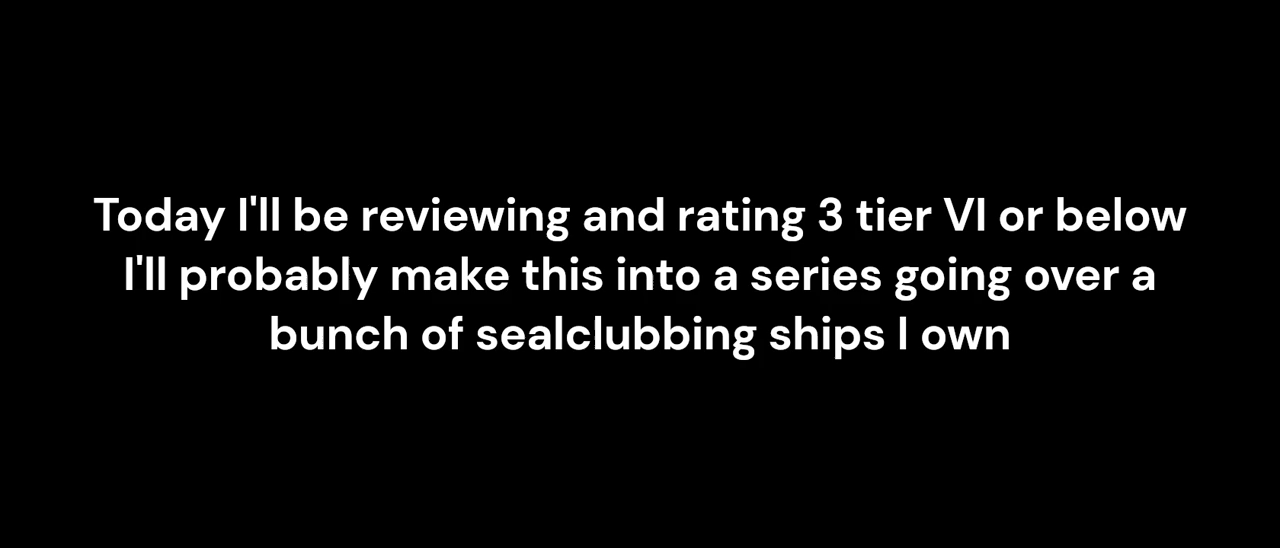 Today I'll be reviewing and rating 3 tier VI or below
I'll probably make this into a series going over a
bunch of sealclubbing ships I own